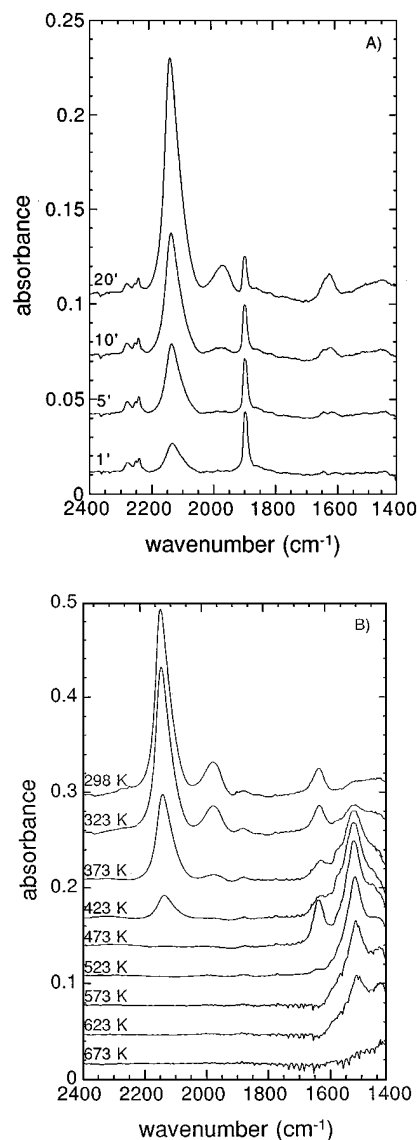 A)
0.25
0.2
0.15
0.1
0.05
0
absorbance
20'
10'
5'
1'
2400 2200 2000 1800 1600 1400
wavenumber (cm-1)
B)
0.5
0.4
0.3
0.2
0.1
0
absorbance
298 K
323 K
373 K
423 K
473 K
523 K
573 K
623 K
673 K
2400 2200 2000 1800 1600 1400
wavenumber (cm-1)